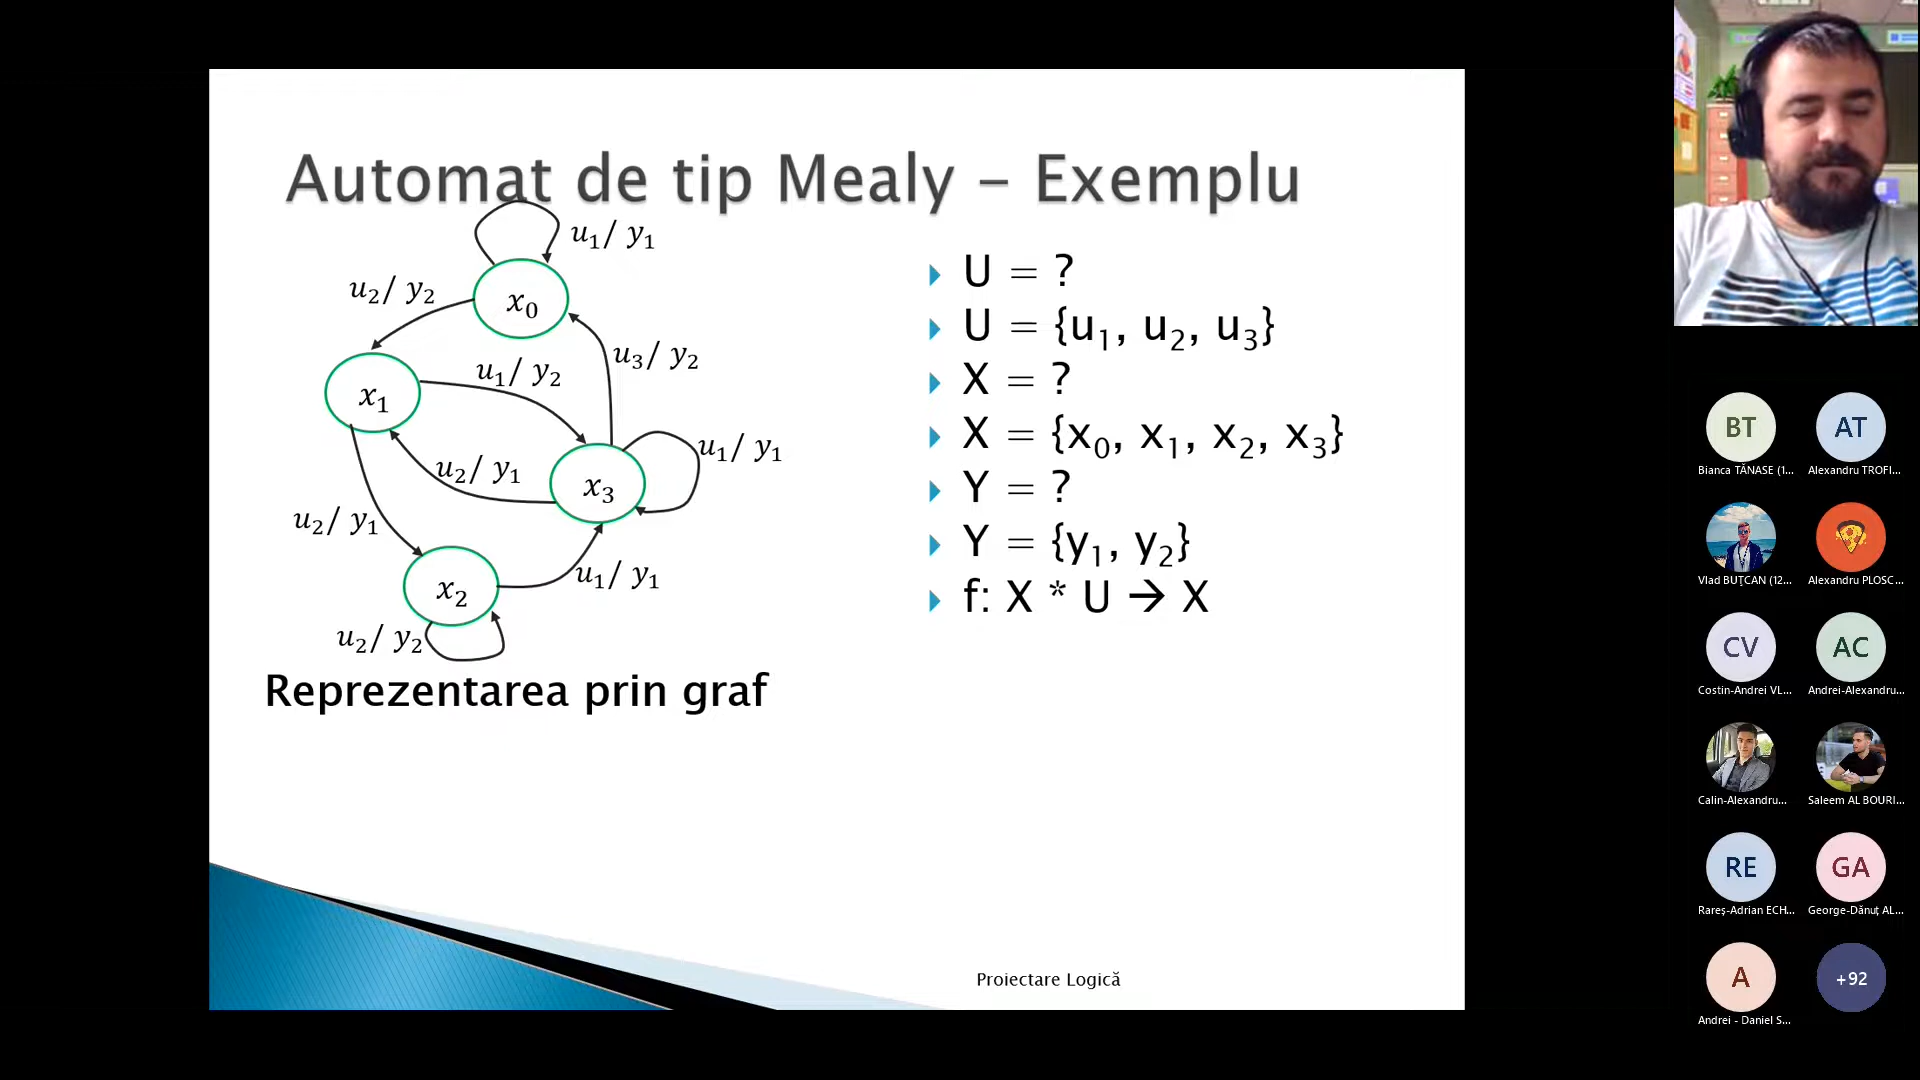 Automat de tip Mealy – Exemplu
u₁/ y₁
u₂/ y₂
x₀
u₃/ y₂
u₁/ y₂
x₁
u₁/ y₁
u₂/ y₁
x₃
u₂/ y₁
u₁/ y₁
x₂
u₂/ y₂
Reprezentarea prin graf
U = ?
U = {u₁, u₂, u₃}
X = ?
X = {x₀, x₁, x₂, x₃}
Y = ?
Y = {y₁, y₂}
f: X * U → X
Proiectare Logică
BT
Bianca TĂNASE (1...
AT
Alexandru TROFI...
Vlad BUȚCAN (12...
Alexandru PLOSC...
CV
Costin-Andrei VL...
AC
Andrei-Alexandru...
Calin-Alexandru...
Saleem AL BOURI...
RE
Rareș-Adrian ECH...
GA
George-Dănuț AL...
A
Andrei - Daniel S...
+92